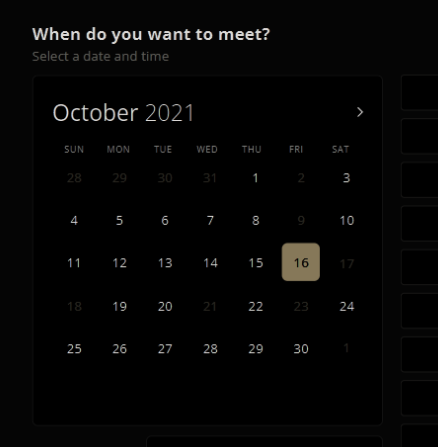 When do you want to meet?
Select a date and time
October 2021
SUN MON TUE WED THU FRI SAT
28 29 30 31 1 2 3
4 5 6 7 8 9 10
11 12 13 14 15 16 17
18 19 20 21 22 23 24
25 26 27 28 29 30 1